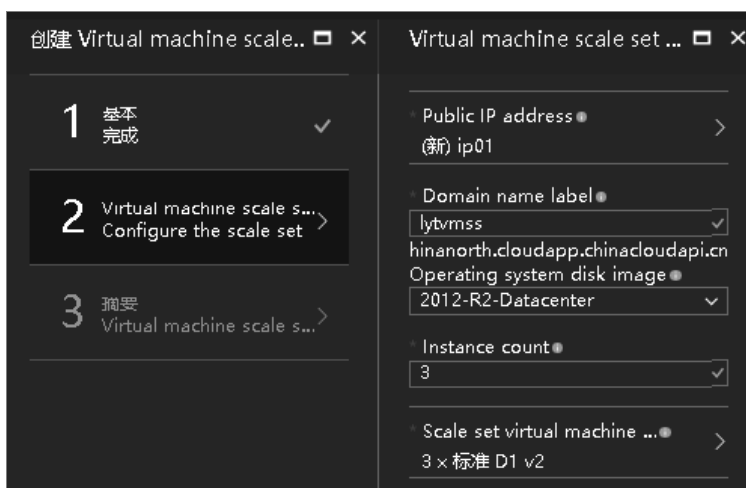 创建 Virtual machine scale..
1 基本
完成
2 Virtual machine scale s...
Configure the scale set
3 摘要
Virtual machine scale s...
Virtual machine scale set ...
* Public IP address
(新) ip01
* Domain name label
lytvmss
hinanorth.cloudapp.chinacloudapi.cn
Operating system disk image
2012-R2-Datacenter
* Instance count
3
* Scale set virtual machine ...
3 × 标准 D1 v2